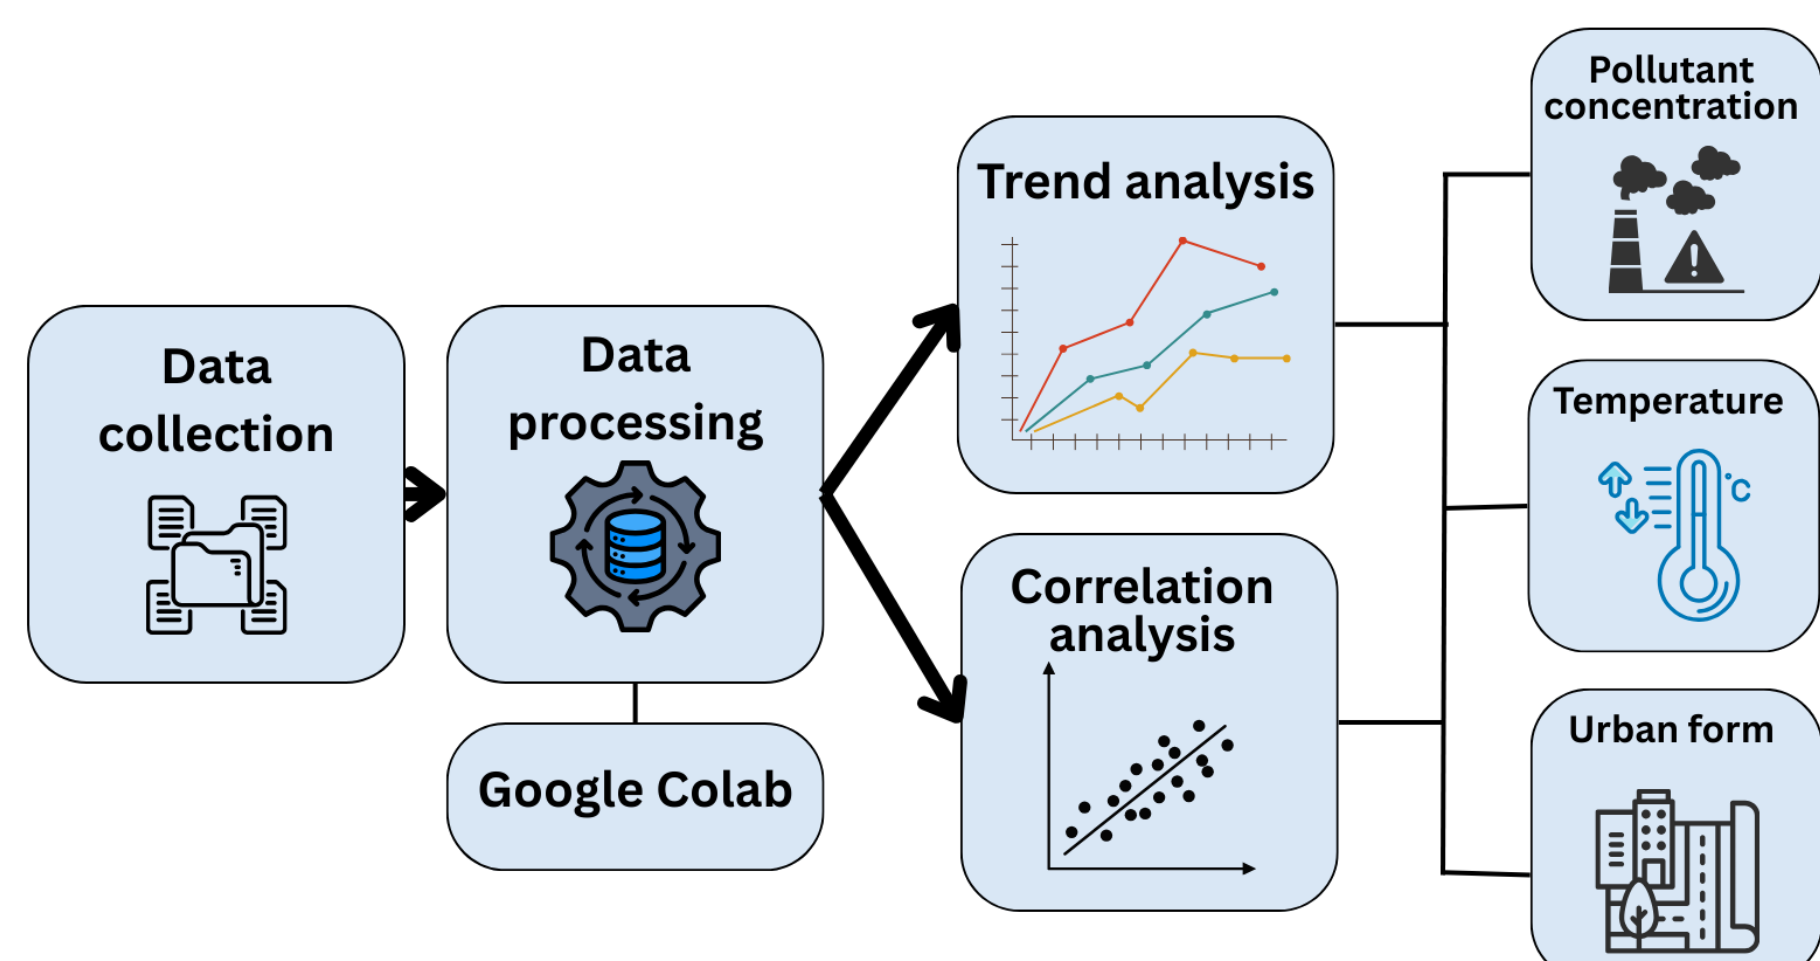 Data
collection
Data
processing
Google Colab
Trend analysis
Correlation
analysis
Pollutant
concentration
Temperature
°C
Urban form